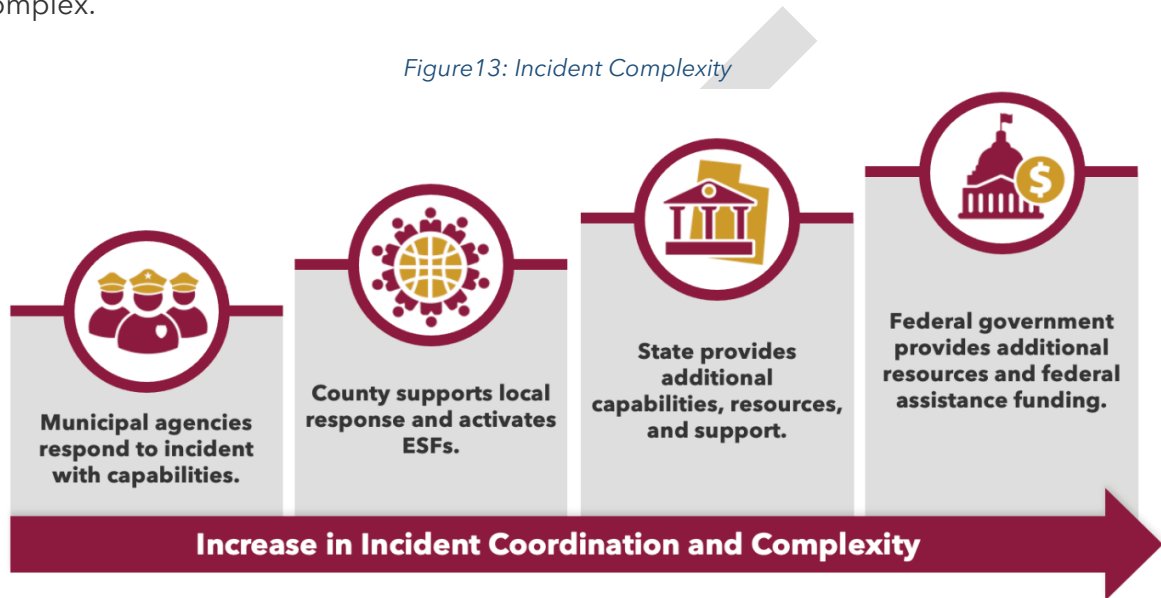 omplex.
Figure13: Incident Complexity
Municipal agencies
respond to incident
with capabilities.
County supports local
response and activates
ESFs.
State provides
additional
capabilities, resources,
and support.
Federal government
provides additional
resources and federal
assistance funding.
$
Increase in Incident Coordination and Complexity